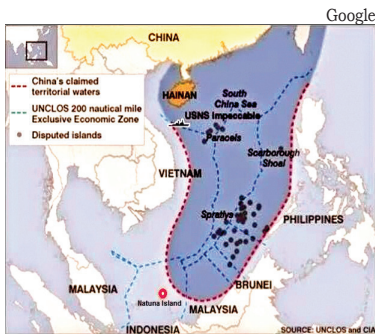 Google
CHINA
China's claimed
territorial waters
UNCLOS 200 nautical mile
Exclusive Economic Zone
Disputed islands
HAINAN
South
China Sea
USNS Impeccable
Paracels
Scarborough
Shoal
VIETNAM
Spratlys
PHILIPPINES
MALAYSIA
Natuna Island
BRUNEI
MALAYSIA
INDONESIA
SOURCE: UNCLOS and CIA